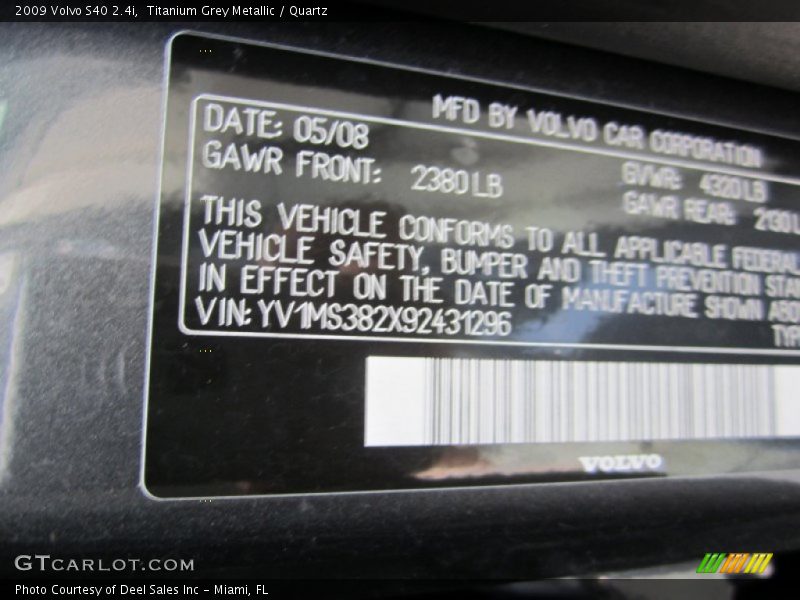 2009 Volvo S40 2.4i, Titanium Grey Metallic / Quartz
MFD BY VOLVO CAR CORPORATION
DATE: 05/08
GVWR: 4320 LB
GAWR FRONT: 2380 LB
GAWR REAR: 2130 L
THIS VEHICLE CONFORMS TO ALL APPLICABLE FEDERAL
VEHICLE SAFETY, BUMPER AND THEFT PREVENTION STAN
IN EFFECT ON THE DATE OF MANUFACTURE SHOWN ABO
VIN: YV1MS382X92431296
TYP
VOLVO
GTCARLOT.COM
Photo Courtesy of Deel Sales Inc - Miami, FL